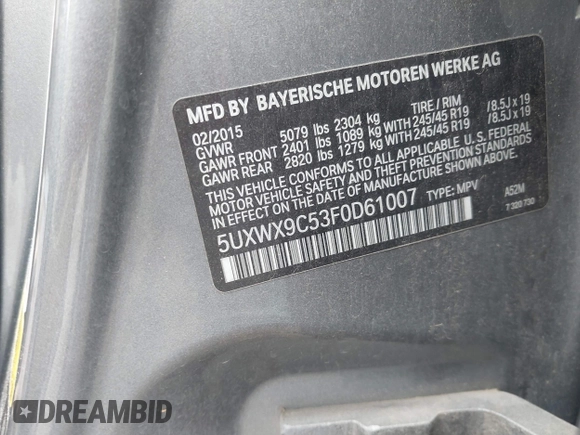 MFD BY BAYERISCHE MOTOREN WERKE AG
02/2015 TIRE / RIM
GVWR 5079 lbs 2304 kg
GAWR FRONT 2401 lbs 1089 kg WITH 245/45 R19 / 8.5J x 19
GAWR REAR 2820 lbs 1279 kg WITH 245/45 R19 / 8.5J x 19
THIS VEHICLE CONFORMS TO ALL APPLICABLE U. S. FEDERAL
MOTOR VEHICLE SAFETY AND THEFT PREVENTION STANDARDS
IN EFFECT ON THE DATE OF MANUFACTURE SHOWN ABOVE.
5UXWX9C53F0D61007 TYPE: MPV A52M
7 320 730
DREAMBID